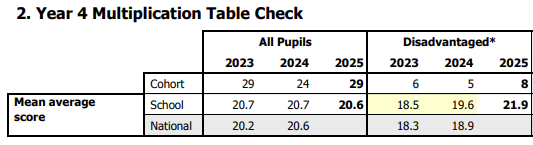 2. Year 4 Multiplication Table Check
All Pupils Disadvantaged*
2023 2024 2025 2023 2024 2025
Cohort 29 24 29 6 5 8
Mean average score School 20.7 20.7 20.6 18.5 19.6 21.9
National 20.2 20.6 18.3 18.9